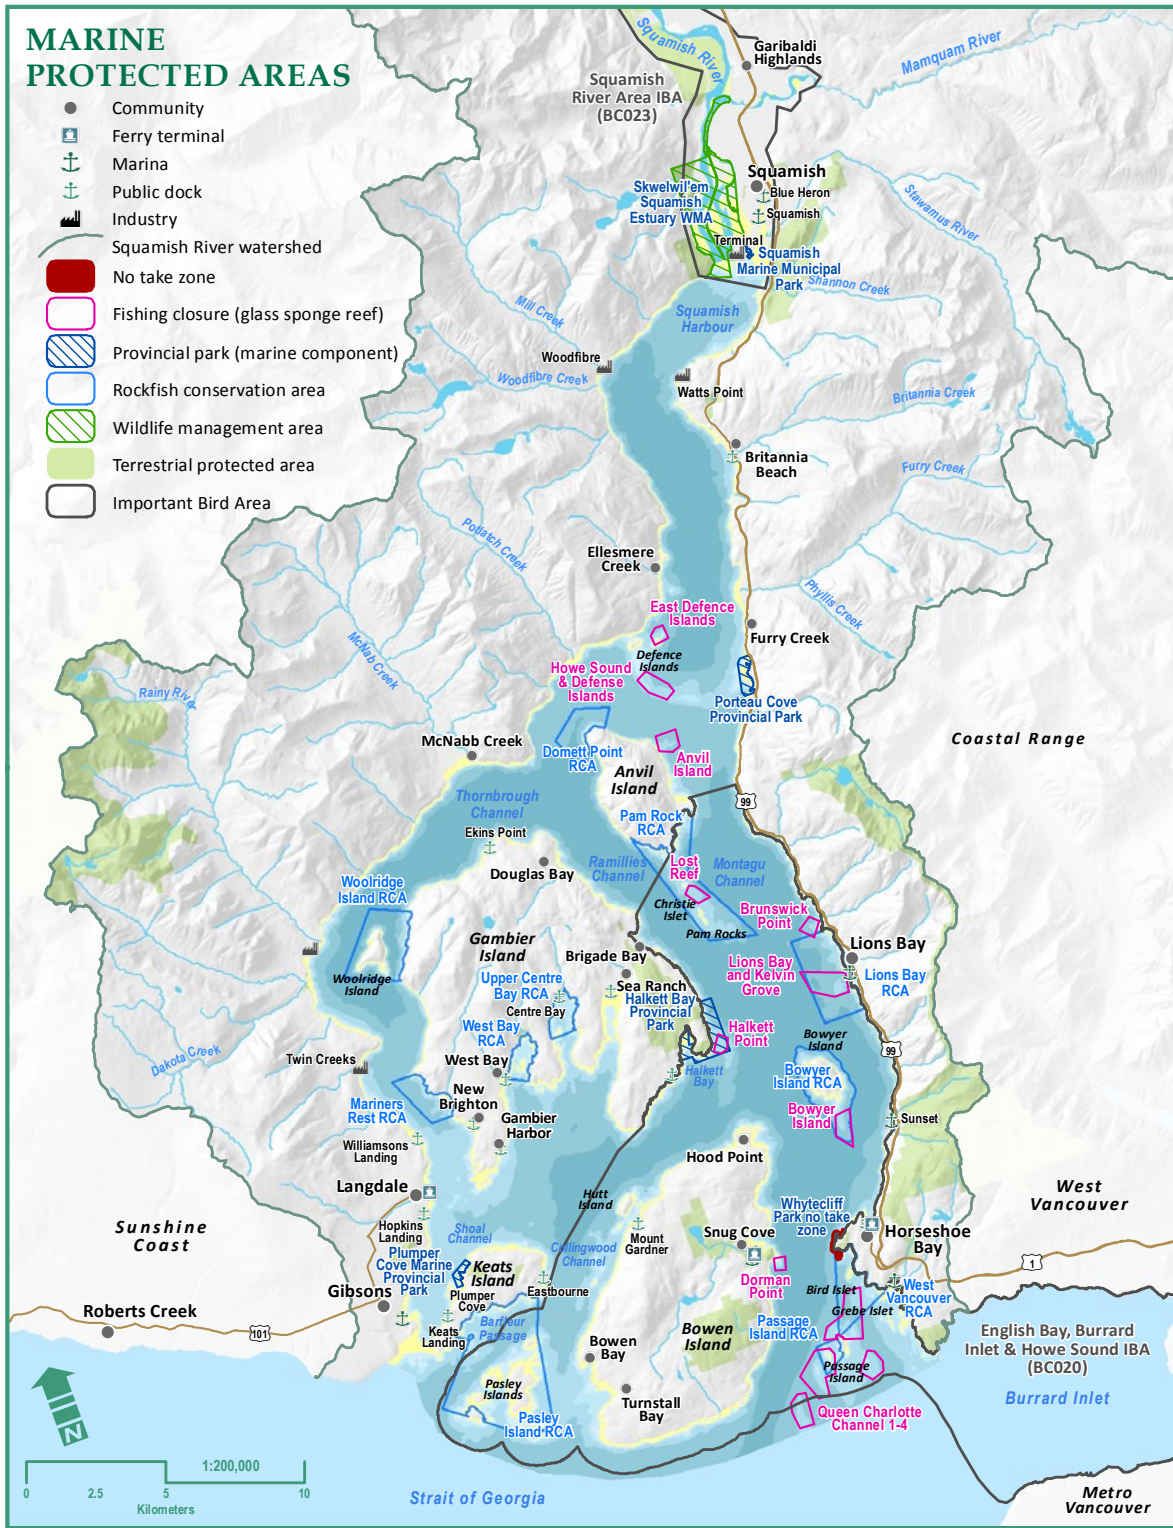 MARINE
PROTECTED AREAS
Community
Ferry terminal
Marina
Public dock
Industry
Squamish River watershed
No take zone
Fishing closure (glass sponge reef)
Provincial park (marine component)
Rockfish conservation area
Wildlife management area
Terrestrial protected area
Important Bird Area
Squamish River
Garibaldi
Highlands
Mamquam River
Squamish
River Area IBA
(BC023)
Squamish
Blue Heron
Squamish
Skwelwil'em
Squamish
Estuary WMA
Stawamus River
Terminal
Squamish
Marine Municipal
Park
Shannon Creek
Squamish
Harbour
Mill Creek
Woodfibre
Woodfibre Creek
Watts Point
Britannia Creek
Britannia
Beach
Furry Creek
Potlatch Creek
Ellesmere
Creek
Phyllis Creek
East Defence
Islands
Furry Creek
Defence
Islands
McNab Creek
Howe Sound
& Defense
Islands
Rainy River
Porteau Cove
Provincial Park
McNabb Creek
Domett Point
RCA
Anvil
Island
Anvil
Island
Coastal Range
Thornbrough
Channel
99
Pam Rock
RCA
Ekins Point
Douglas Bay
Ramillies
Channel
Lost
Reef
Montagu
Channel
Woolridge
Island RCA
Christie
Islet
Brunswick
Point
Pam Rocks
Gambier
Island
Brigade Bay
Lions Bay
Woolridge
Island
Upper Centre
Bay RCA
Centre Bay
Sea Ranch
Lions Bay
and Kelvin
Grove
Lions Bay
RCA
Halkett Bay
Provincial
Park
Halkett
Point
West Bay
RCA
Bowyer
Island
99
Dakota Creek
Twin Creeks
West Bay
Halkett
Bay
Bowyer
Island RCA
Mariners
Rest RCA
New
Brighton
Gambier
Harbor
Bowyer
Island
Sunset
Williamsons
Landing
Hood Point
Langdale
Hutt
Island
West
Vancouver
Whytecliff
Park no take
zone
Sunshine
Coast
Hopkins
Landing
Shoal
Channel
Mount
Gardner
Snug Cove
Horseshoe
Bay
Collingwood
Channel
1
Plumper
Cove Marine
Provincial
Park
Keats
Island
Plumper
Cove
Eastbourne
Dorman
Point
Bird Islet
West
Vancouver
RCA
Gibsons
Grebe Islet
Roberts Creek
101
Keats
Landing
Barfleur
Passage
Passage
Island RCA
Bowen
Island
English Bay, Burrard
Inlet & Howe Sound IBA
(BC020)
Bowen
Bay
Passage
Island
Pasley
Islands
Turnstall
Bay
Burrard Inlet
Pasley
Island RCA
Queen Charlotte
Channel 1-4
N
1:200,000
0
2.5
5
10
Kilometers
Strait of Georgia
Metro
Vancouver